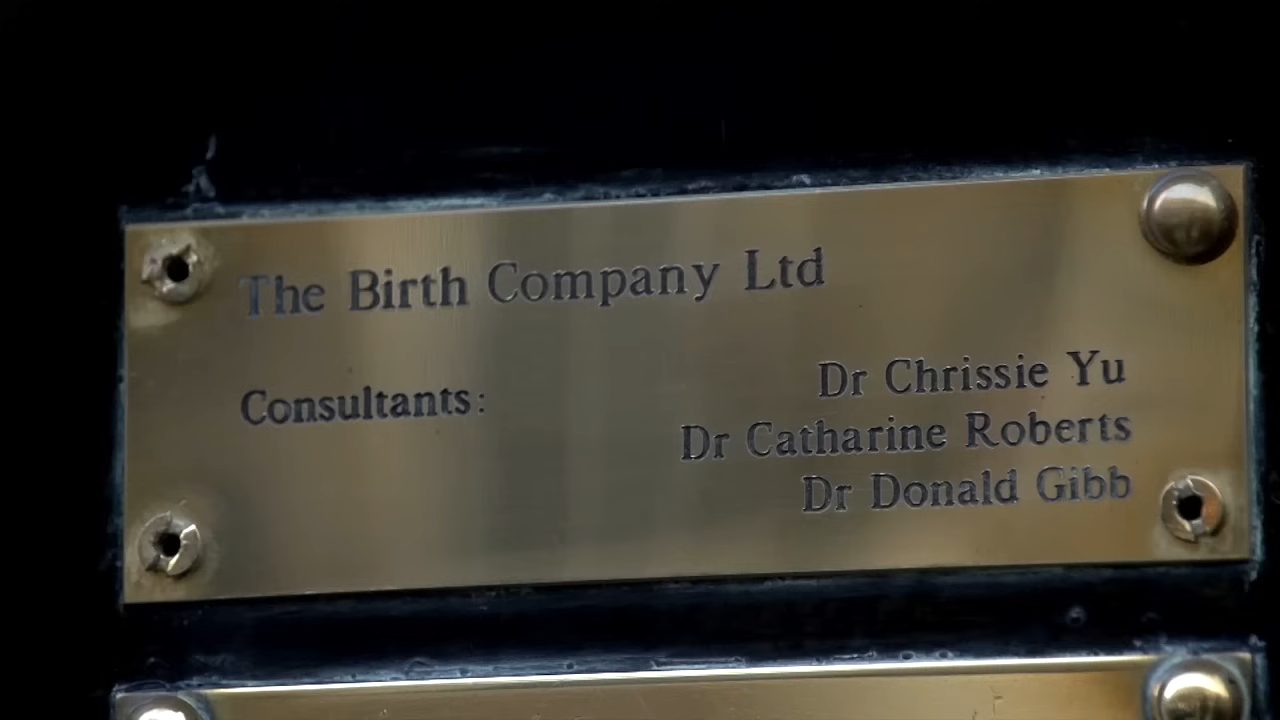 The Birth Company Ltd
Consultants:
Dr Chrissie Yu
Dr Catharine Roberts
Dr Donald Gibb